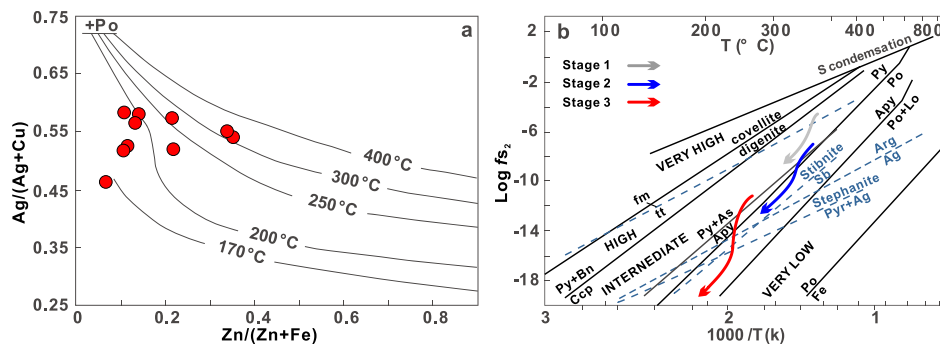 a
+Po
0.75
0.65
0.55
0.45
0.35
0.25
Ag/(Ag+Cu)
400°C
300°C
250°C
200°C
170°C
0
0.2
0.4
0.6
0.8
Zn/(Zn+Fe)
b
100
200
400
800
T(° C)
2
-2
-6
-10
-14
-18
Log fs₂
Stage 1
Stage 2
Stage 3
S condemsation
VERY HIGH
covellite
digenite
Py
Po
Apy
Po+Lo
fm
tt
HIGH
Stibnite
Sb
Arg
Ag
Stephanite
Pyr+Ag
INTERNEDIATE
Py+As
Apy
Py+Bn
Ccp
VERY LOW
Po
Fe
3
2
1
1000 /T(k)